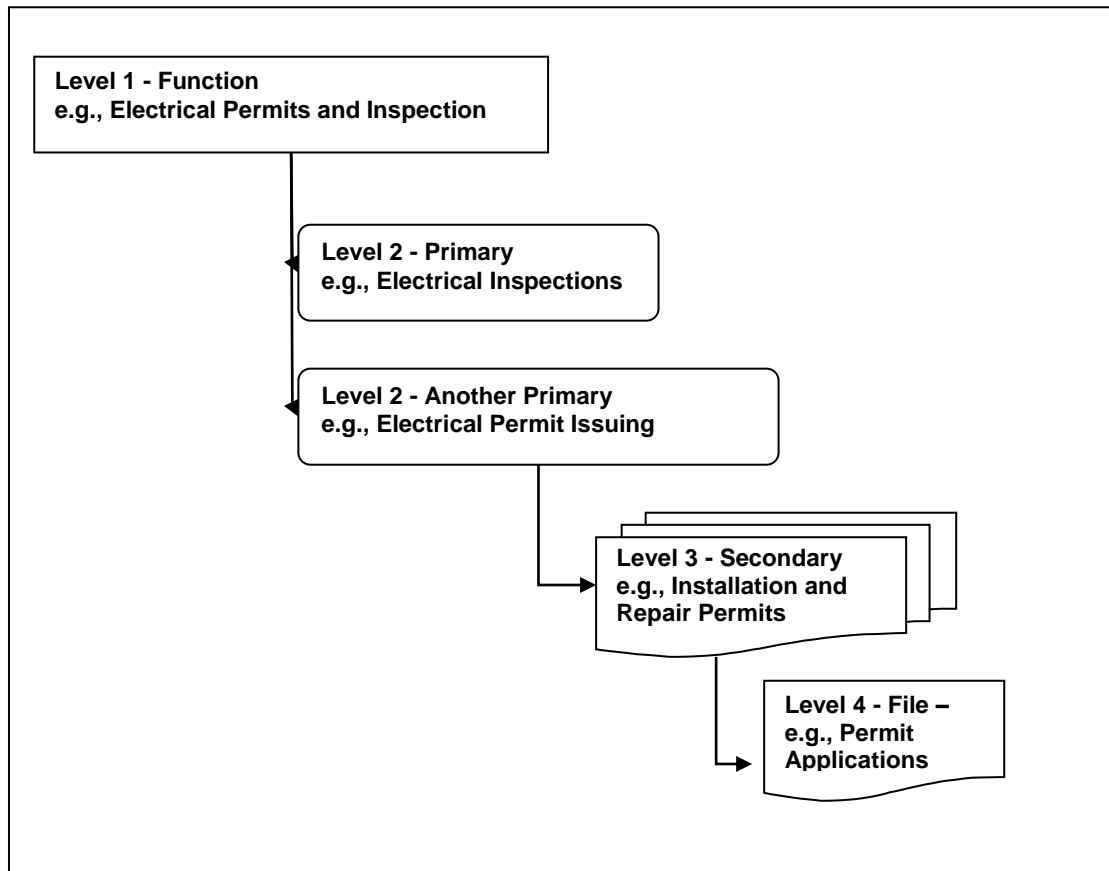 Level 1 - Function
e.g., Electrical Permits and Inspection
Level 2 - Primary
e.g., Electrical Inspections
Level 2 - Another Primary
e.g., Electrical Permit Issuing
Level 3 - Secondary
e.g., Installation and
Repair Permits
Level 4 - File –
e.g., Permit
Applications